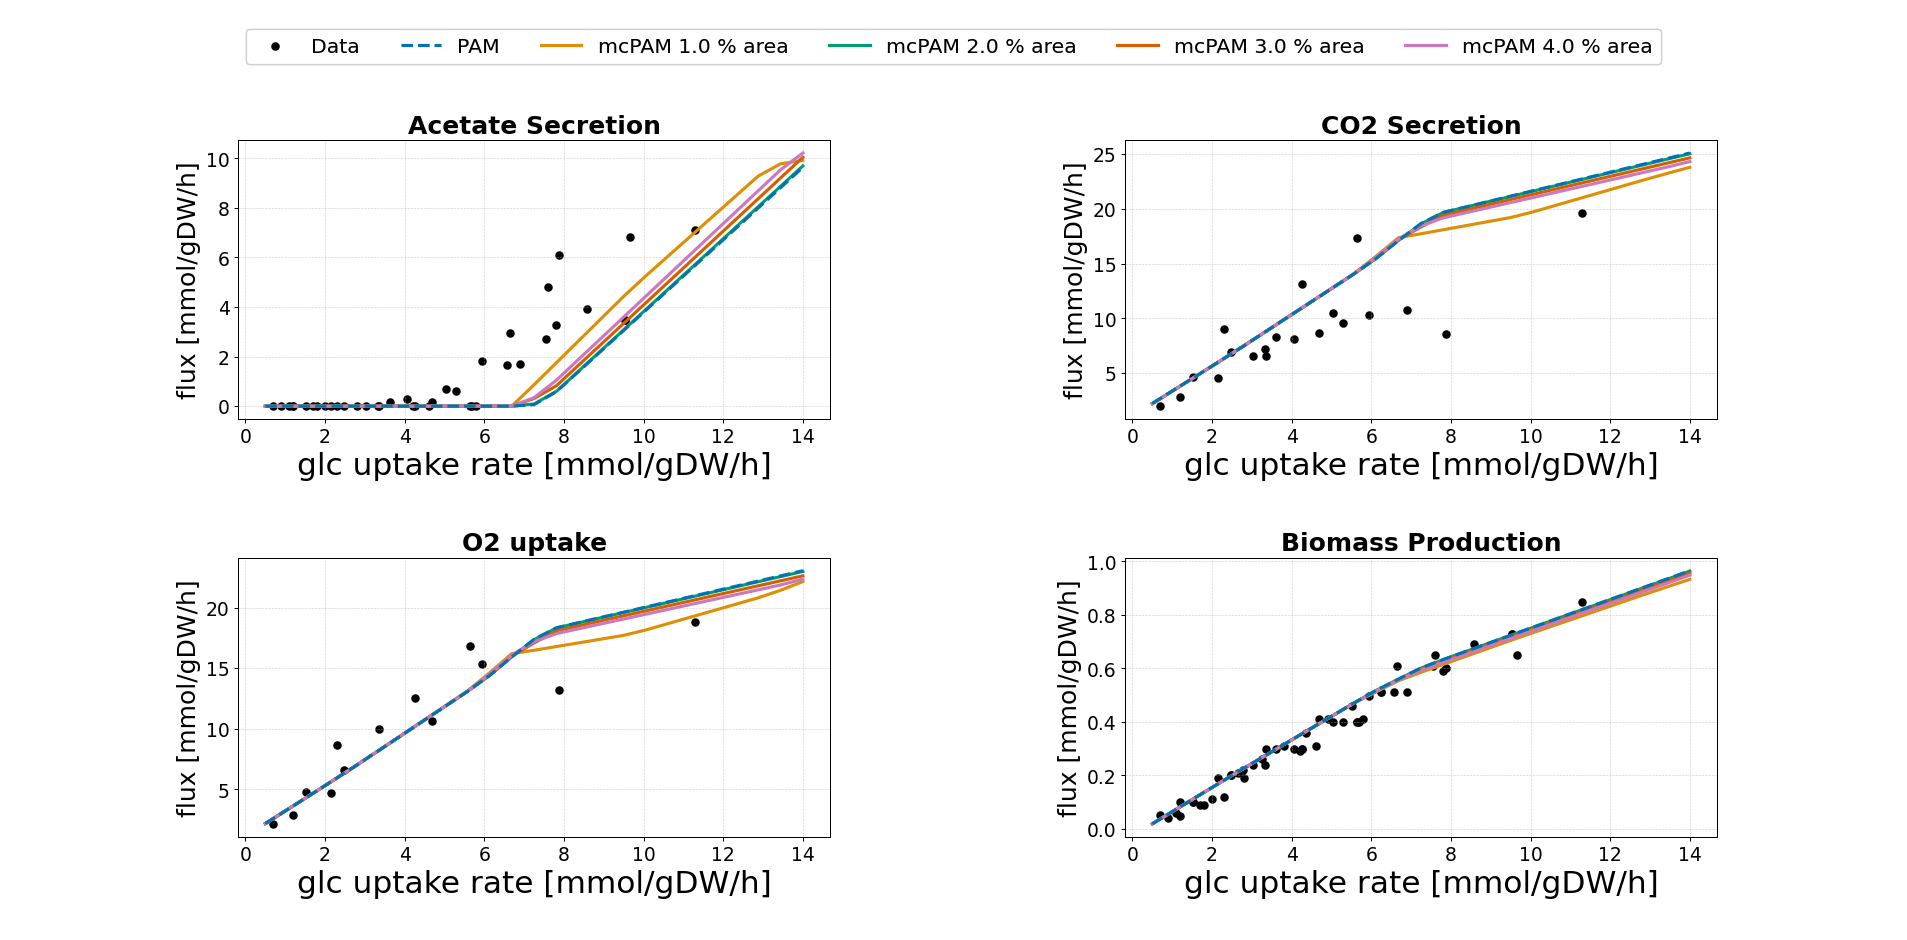 Data PAM mcPAM 1.0 % area mcPAM 2.0 % area mcPAM 3.0 % area mcPAM 4.0 % area
Acetate Secretion
flux [mmol/gDW/h]
10
8
6
4
2
0
0 2 4 6 8 10 12 14
glc uptake rate [mmol/gDW/h]
CO2 Secretion
flux [mmol/gDW/h]
25
20
15
10
5
0 2 4 6 8 10 12 14
glc uptake rate [mmol/gDW/h]
O2 uptake
flux [mmol/gDW/h]
20
15
10
5
0 2 4 6 8 10 12 14
glc uptake rate [mmol/gDW/h]
Biomass Production
flux [mmol/gDW/h]
1.0
0.8
0.6
0.4
0.2
0.0
0 2 4 6 8 10 12 14
glc uptake rate [mmol/gDW/h]